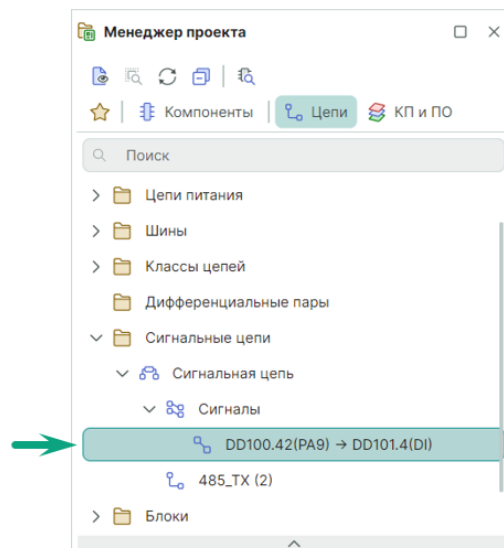 Менеджер проекта
Компоненты Цепи КП и ПО
Поиск
Цепи питания
Шины
Классы цепей
Дифференциальные пары
Сигнальные цепи
Сигнальная цепь
Сигналы
DD100.42(PA9) → DD101.4(DI)
485_TX (2)
Блоки